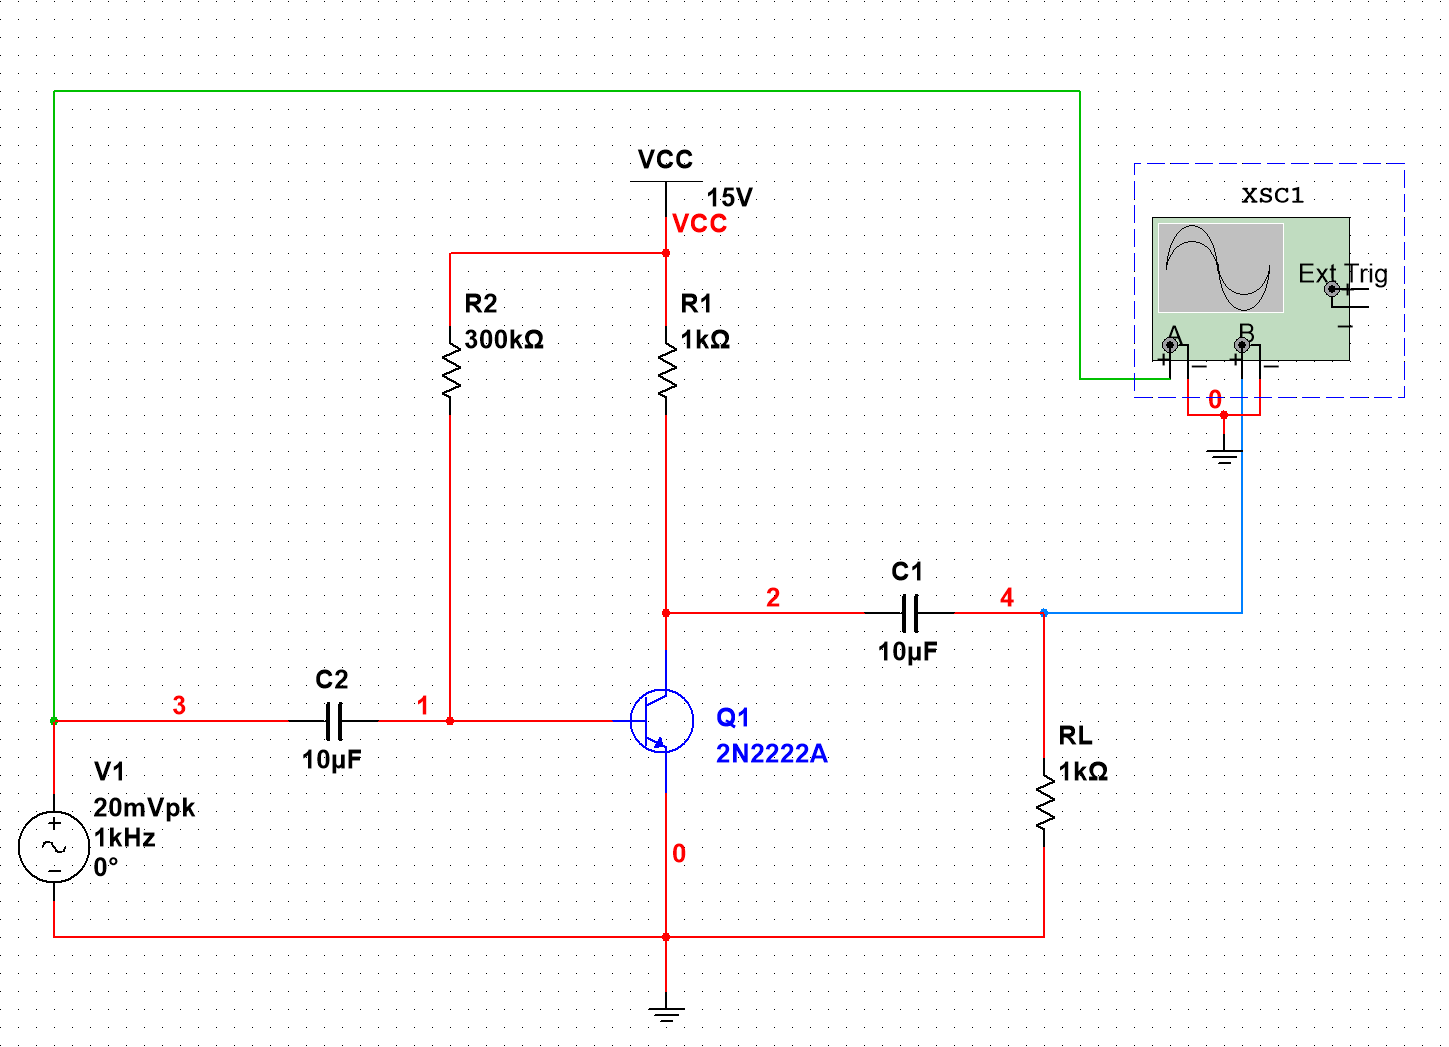 VCC
15V
VCC
XSC1
Ext Trig
+
−
A
B
+
−
+
−
0
R2
300kΩ
R1
1kΩ
C1
2
4
10µF
C2
3
1
10µF
Q1
2N2222A
RL
1kΩ
V1
20mVpk
1kHz
0°
+
−
0